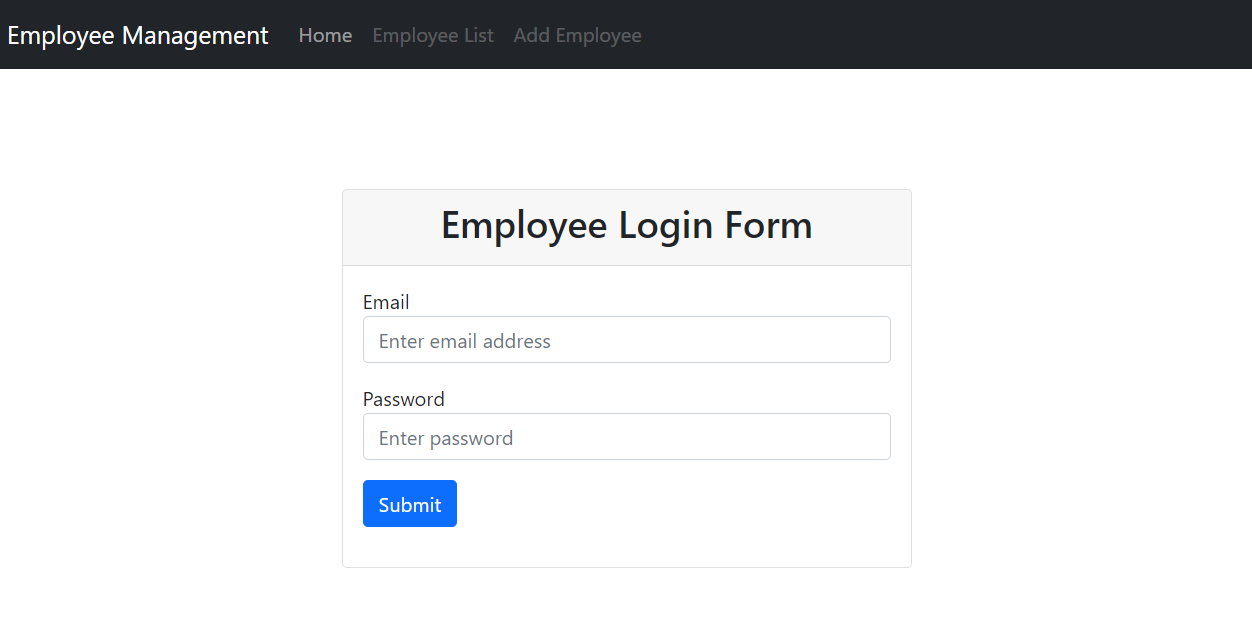 Employee Management Home Employee List Add Employee
Employee Login Form
Email
Enter email address
Password
Enter password
Submit